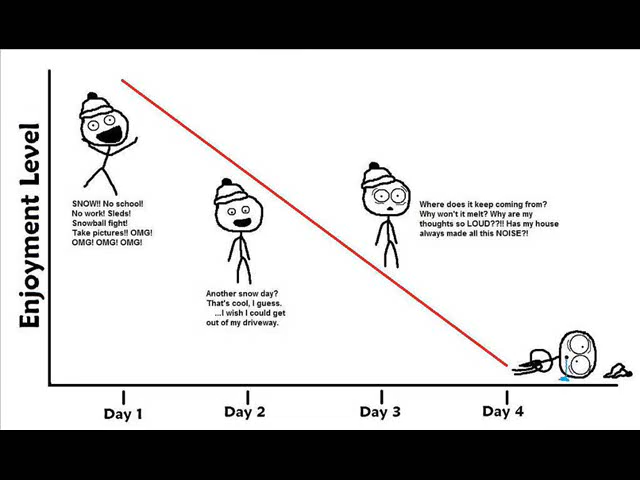 Enjoyment Level
SNOW!! No school!
No work! Sleds!
Snowball fight!
Take pictures!! OMG!
OMG! OMG! OMG!
Another snow day?
That's cool, I guess.
...I wish I could get
out of my driveway.
Where does it keep coming from?
Why won't it melt? Why are my
thoughts so LOUD??!! Has my house
always made all this NOISE?!
Day 1
Day 2
Day 3
Day 4